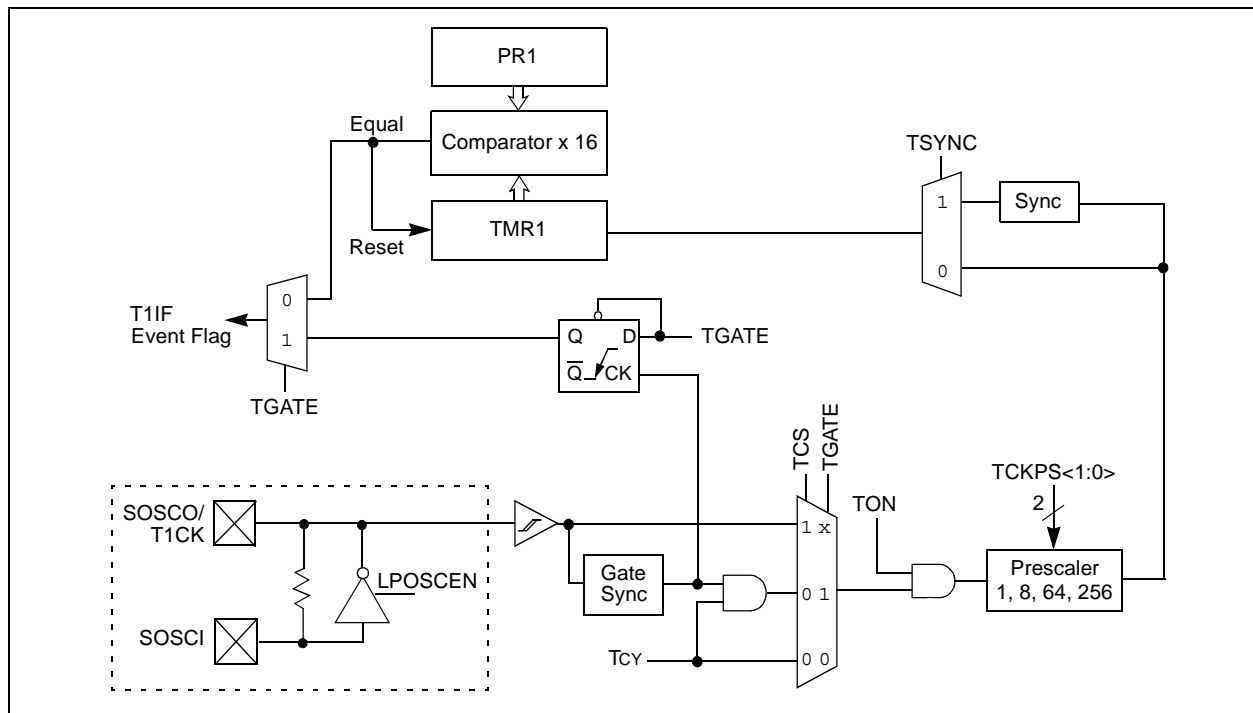 PR1
Equal
Comparator x 16
TSYNC
1
Sync
TMR1
Reset
0
0
T1IF
Event Flag
1
Q
D
TGATE
Q̅
CK
TGATE
TCS
TGATE
TCKPS<1:0>
SOSCO/
T1CK
TON
2
1 x
LPOSCEN
Gate
Sync
0 1
Prescaler
1, 8, 64, 256
SOSCI
TCY
0 0